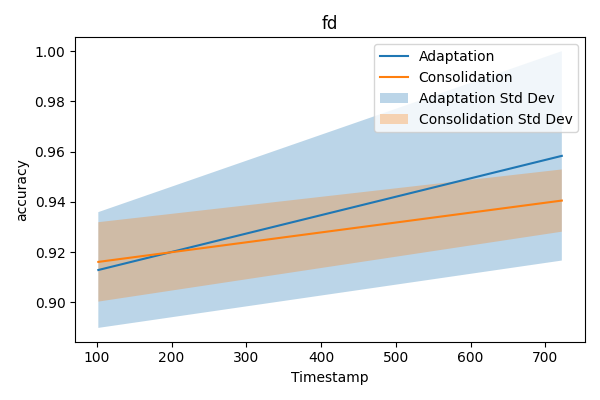 fd
1.00
0.98
0.96
0.94
0.92
0.90
accuracy
Adaptation
Consolidation
Adaptation Std Dev
Consolidation Std Dev
100 200 300 400 500 600 700
Timestamp